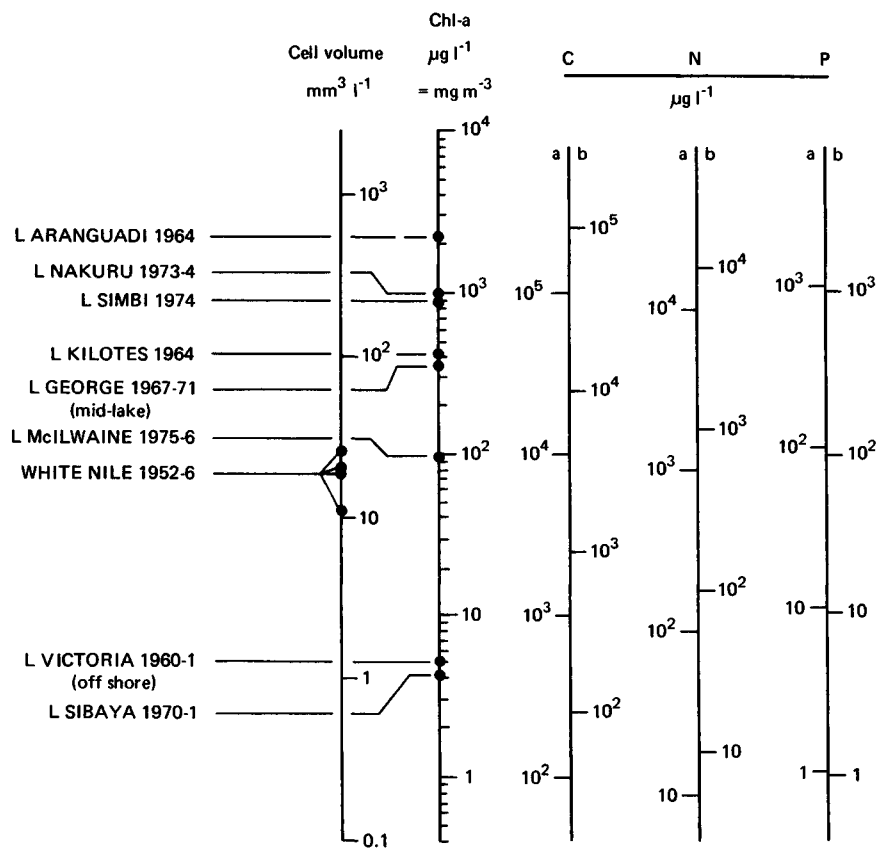 Chl-a
Cell volume µg l⁻¹ C N P
mm³ l⁻¹ = mg m⁻³ µg l⁻¹
10⁴
a b a b a b
10³
L ARANGUADI 1964 10⁵
L NAKURU 1973-4 10⁴
10³ 10⁵ 10³ 10³
L SIMBI 1974 10⁴
L KILOTES 1964 10²
L GEORGE 1967-71 10⁴
(mid-lake)
L McILWAINE 1975-6 10³
10² 10⁴ 10² 10²
WHITE NILE 1952-6 10³
10
10³
10²
10 10³ 10 10
10²
L VICTORIA 1960-1
(off shore) 1
L SIBAYA 1970-1 10²
10
1 10² 1 1
10
0.1